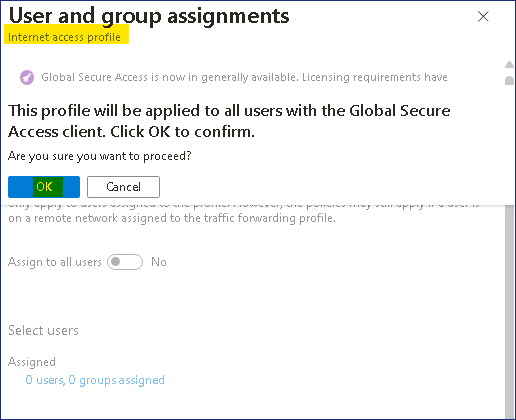 User and group assignments
Internet access profile
Global Secure Access is now in generally available. Licensing requirements have
This profile will be applied to all users with the Global Secure
Access client. Click OK to confirm.
Are you sure you want to proceed?
OK
Cancel
only apply to users assigned to the profile. However, the policies may still apply if a user is
on a remote network assigned to the traffic forwarding profile.
Assign to all users
No
Select users
Assigned
0 users, 0 groups assigned